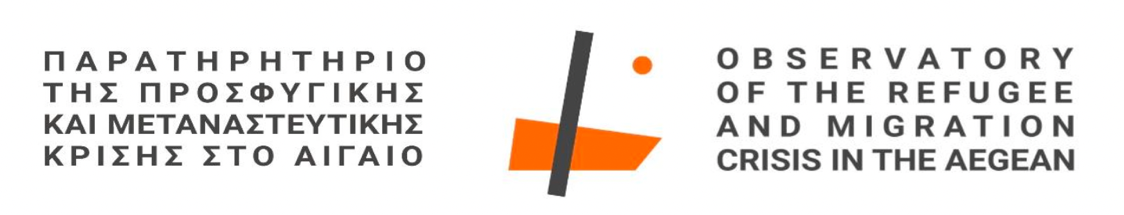 ΠΑΡΑΤΗΡΗΤΗΡΙΟ
ΤΗΣ ΠΡΟΣΦΥΓΙΚΗΣ
ΚΑΙ ΜΕΤΑΝΑΣΤΕΥΤΙΚΗΣ
ΚΡΙΣΗΣ ΣΤΟ ΑΙΓΑΙΟ
OBSERVATORY
OF THE REFUGEE
AND MIGRATION
CRISIS IN THE AEGEAN